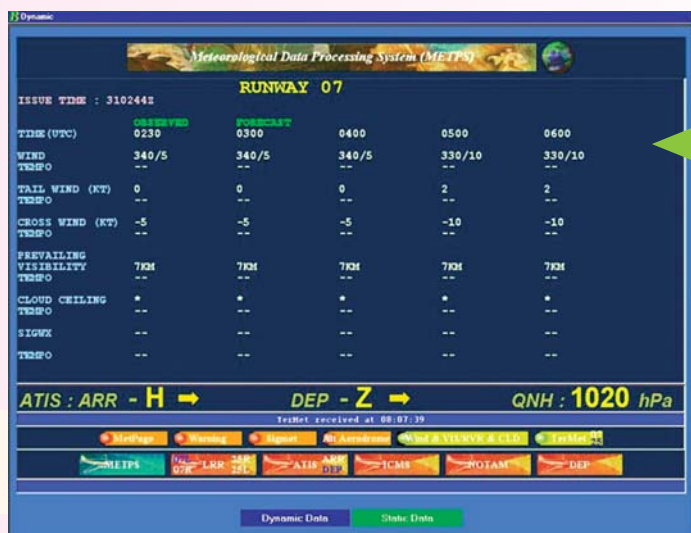 Dynamic
Meteorological Data Processing System (METPS)
RUNWAY 07
ISSUE TIME : 310244Z
OBSERVED FORECAST
TIME(UTC) 0230 0300 0400 0500 0600
WIND 340/5 340/5 340/5 330/10 330/10
TEMPO -- -- -- -- --
TAIL WIND (KT) 0 0 0 2 2
TEMPO -- -- -- -- --
CROSS WIND (KT) -5 -5 -5 -10 -10
TEMPO -- -- -- -- --
PREVAILING
VISIBILITY 7KM 7KM 7KM 7KM 7KM
TEMPO -- -- -- -- --
CLOUD CEILING * * * * *
TEMPO -- -- -- -- --
SIGWX -- -- -- -- --
TEMPO -- -- -- -- --
ATIS : ARR - H ➡ DEP - Z ➡ QNH : 1020 hPa
TerMet received at 08:07:39
MetPage Warning Sigmet Alt Aerodrome Wind & VIS/RVR & CLD TerMet
METPS 07R LRR 25R 25L ATIS ARR DEP ICMS NOTAM DEP
Dynamic Data Static Data